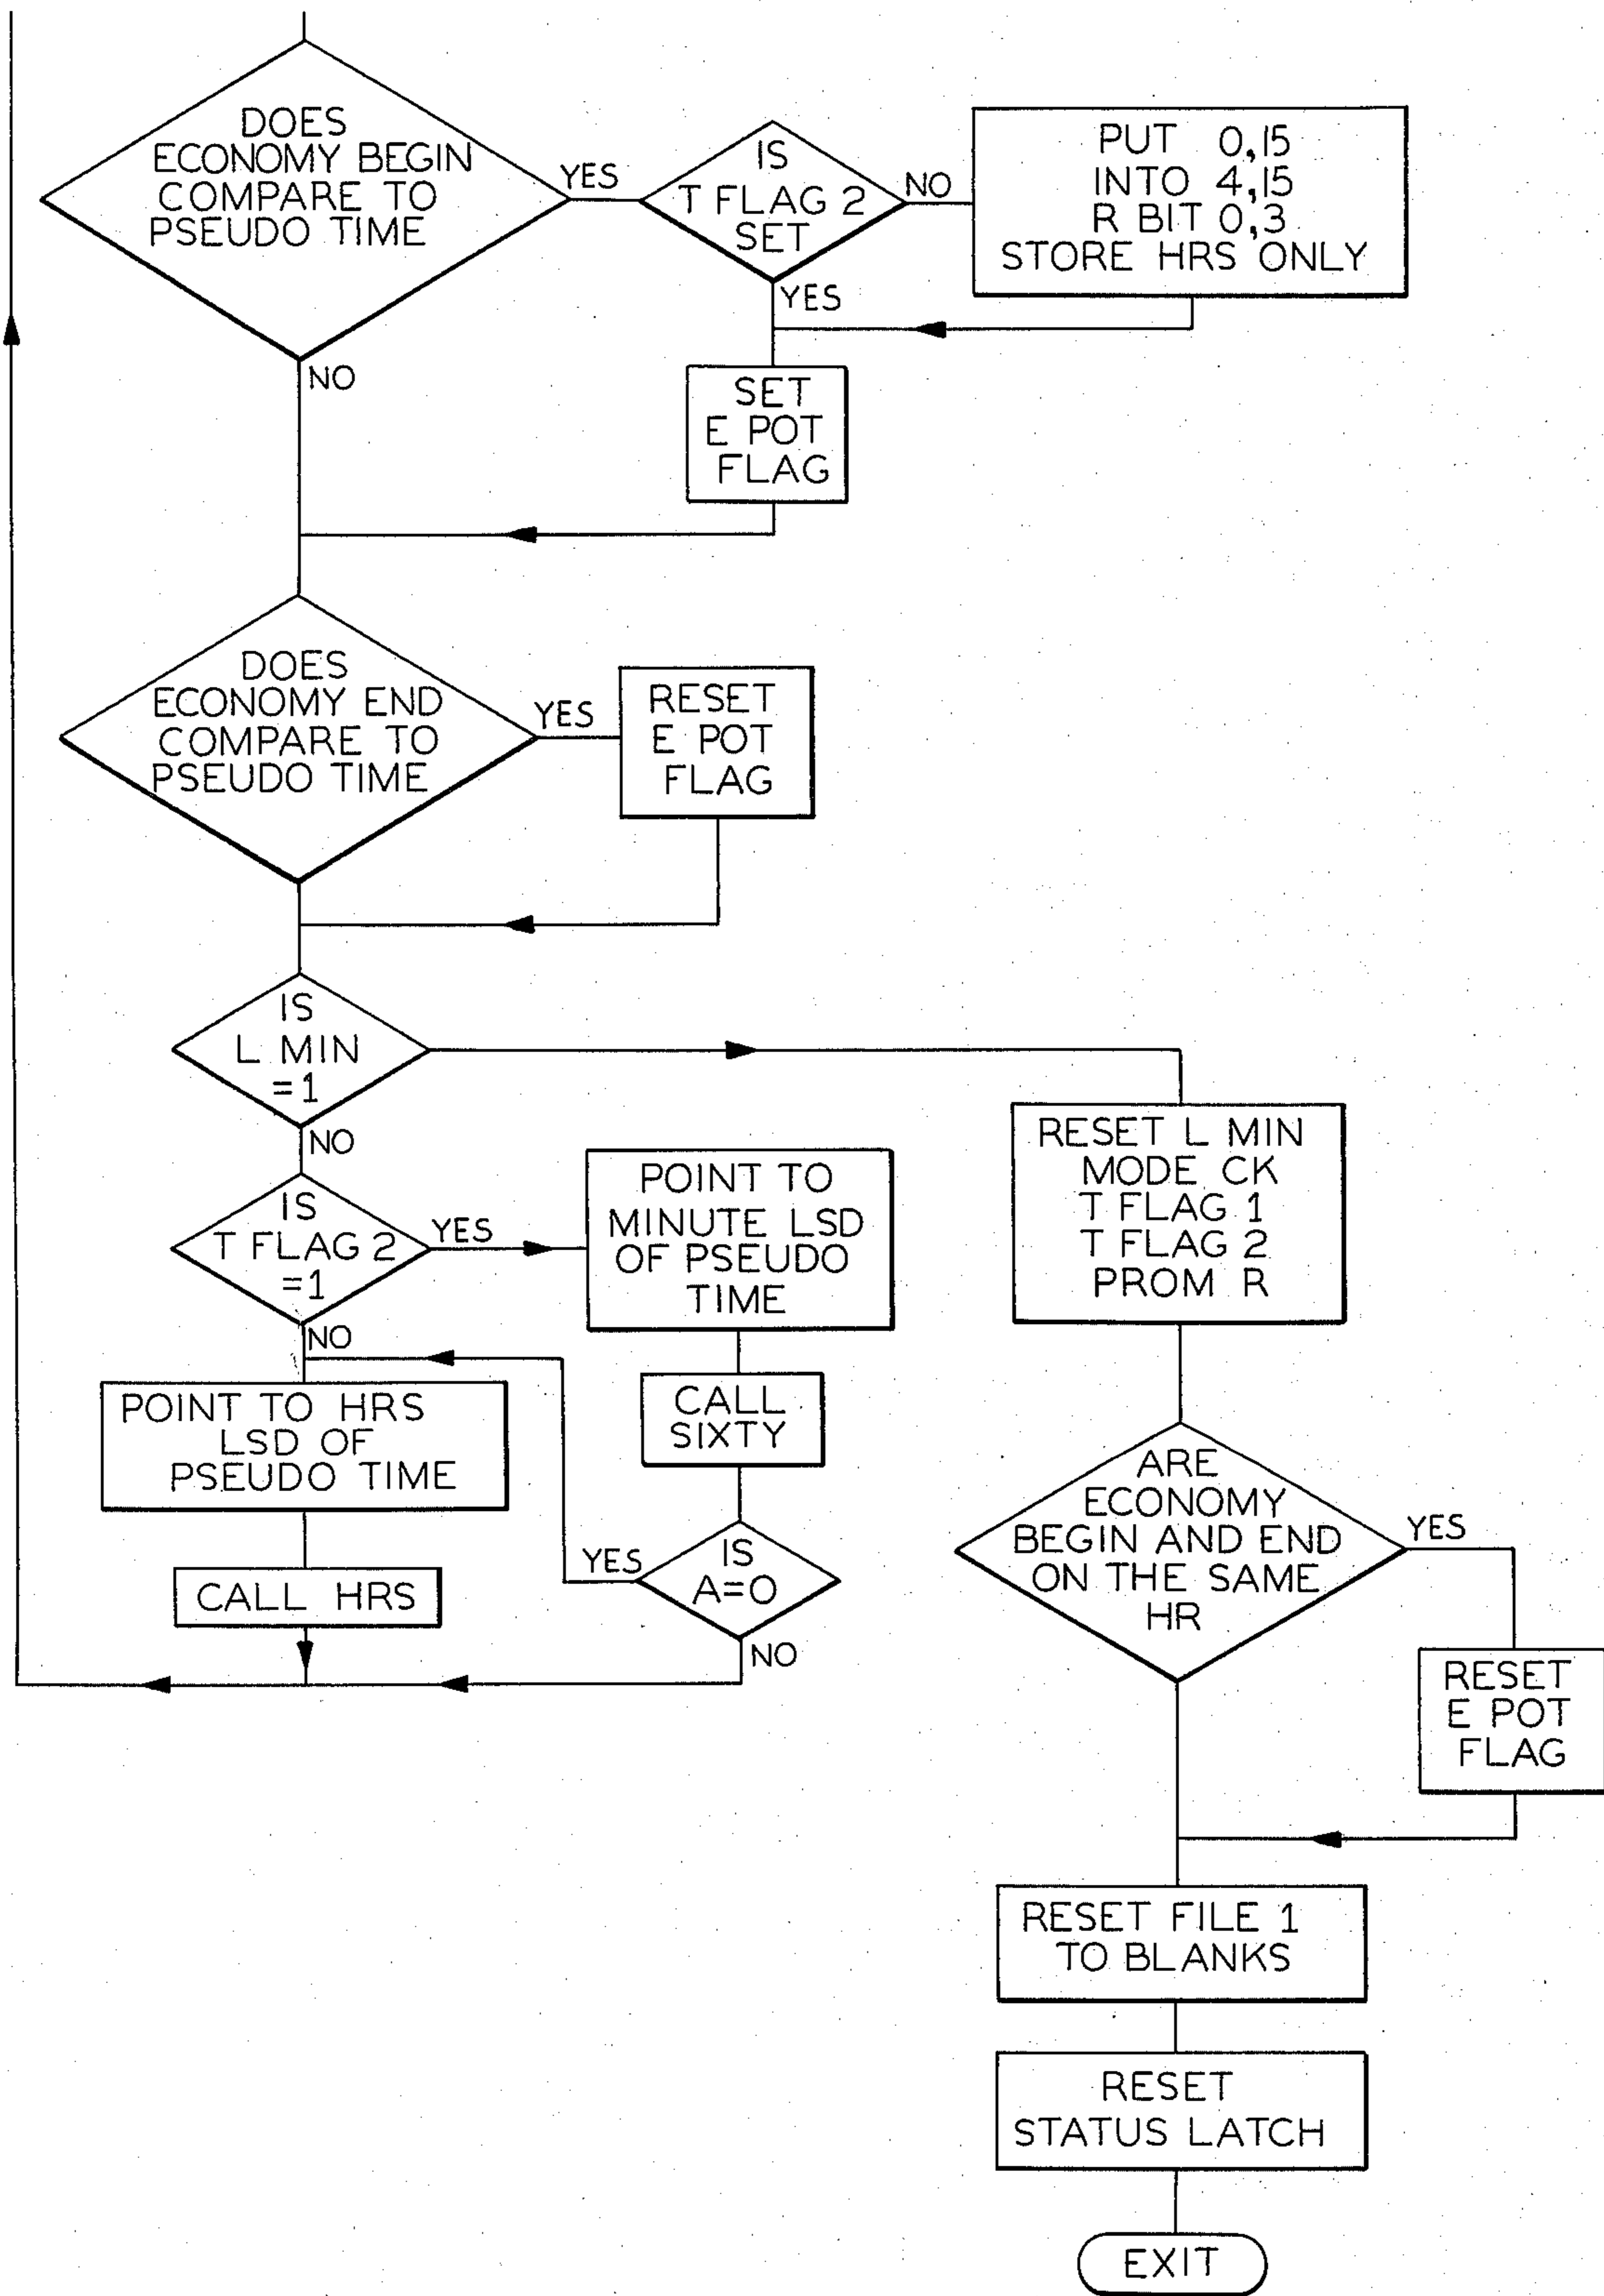 DOES
ECONOMY BEGIN
COMPARE TO
PSEUDO TIME
YES
IS
T FLAG 2
SET
NO
PUT 0,15
INTO 4,15
R BIT 0,3
STORE HRS ONLY
YES
NO
SET
E POT
FLAG
DOES
ECONOMY END
COMPARE TO
PSEUDO TIME
YES
RESET
E POT
FLAG
IS
L MIN
=1
NO
RESET L MIN
MODE CK
T FLAG 1
T FLAG 2
PROM R
IS
T FLAG 2
=1
YES
POINT TO
MINUTE LSD
OF PSEUDO
TIME
NO
POINT TO HRS
LSD OF
PSEUDO TIME
CALL
SIXTY
CALL HRS
YES
IS
A=0
NO
ARE
ECONOMY
BEGIN AND END
ON THE SAME
HR
YES
RESET
E POT
FLAG
RESET FILE 1
TO BLANKS
RESET
STATUS LATCH
EXIT